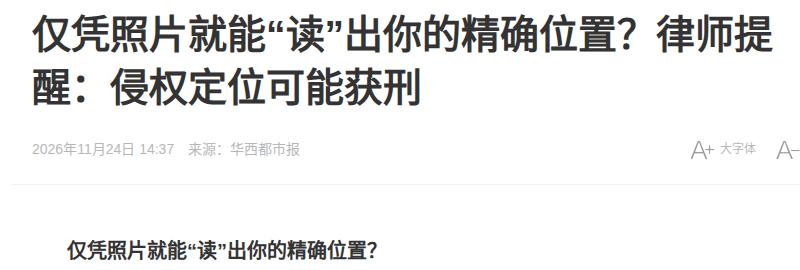 仅凭照片就能“读”出你的精确位置？律师提
醒：侵权定位可能获刑
2026年11月24日 14:37 来源：华西都市报
A+ 大字体 A-
仅凭照片就能“读”出你的精确位置？